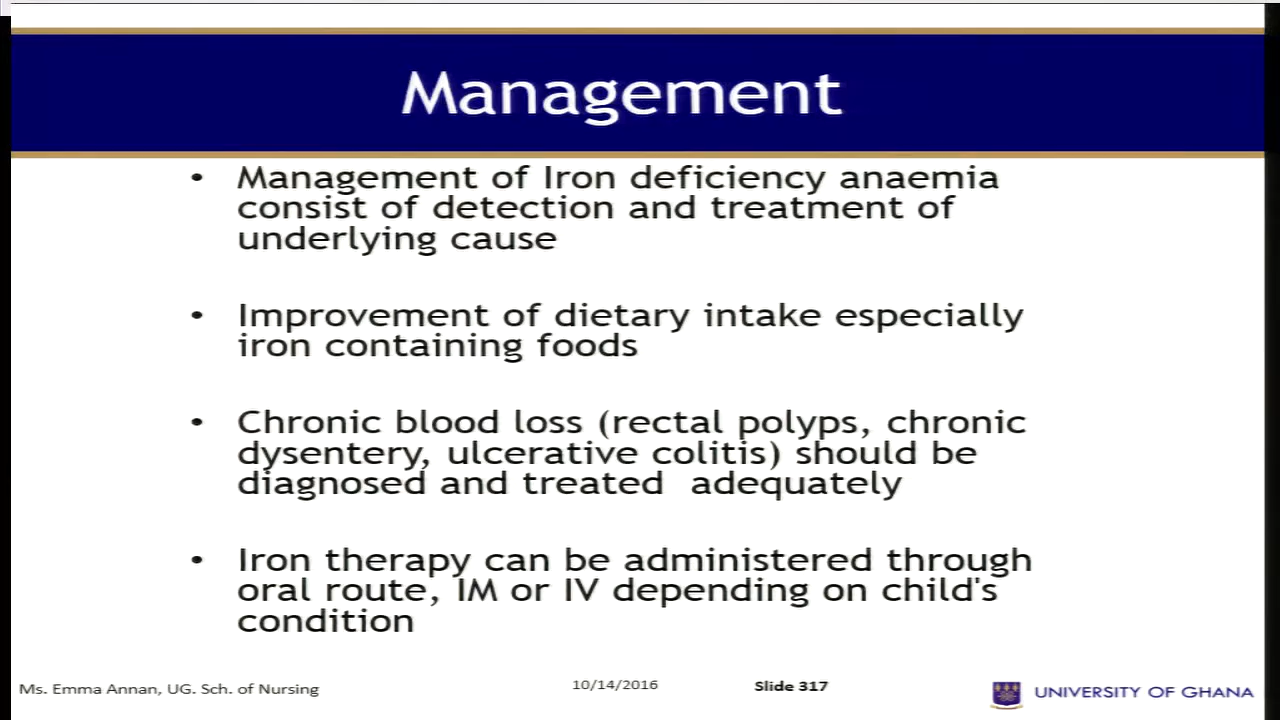 Management
• Management of Iron deficiency anaemia
consist of detection and treatment of
underlying cause
• Improvement of dietary intake especially
iron containing foods
• Chronic blood loss (rectal polyps, chronic
dysentery, ulcerative colitis) should be
diagnosed and treated  adequately
• Iron therapy can be administered through
oral route, IM or IV depending on child's
condition
Ms. Emma Annan, UG. Sch. of Nursing
10/14/2016
Slide 317
UNIVERSITY OF GHANA